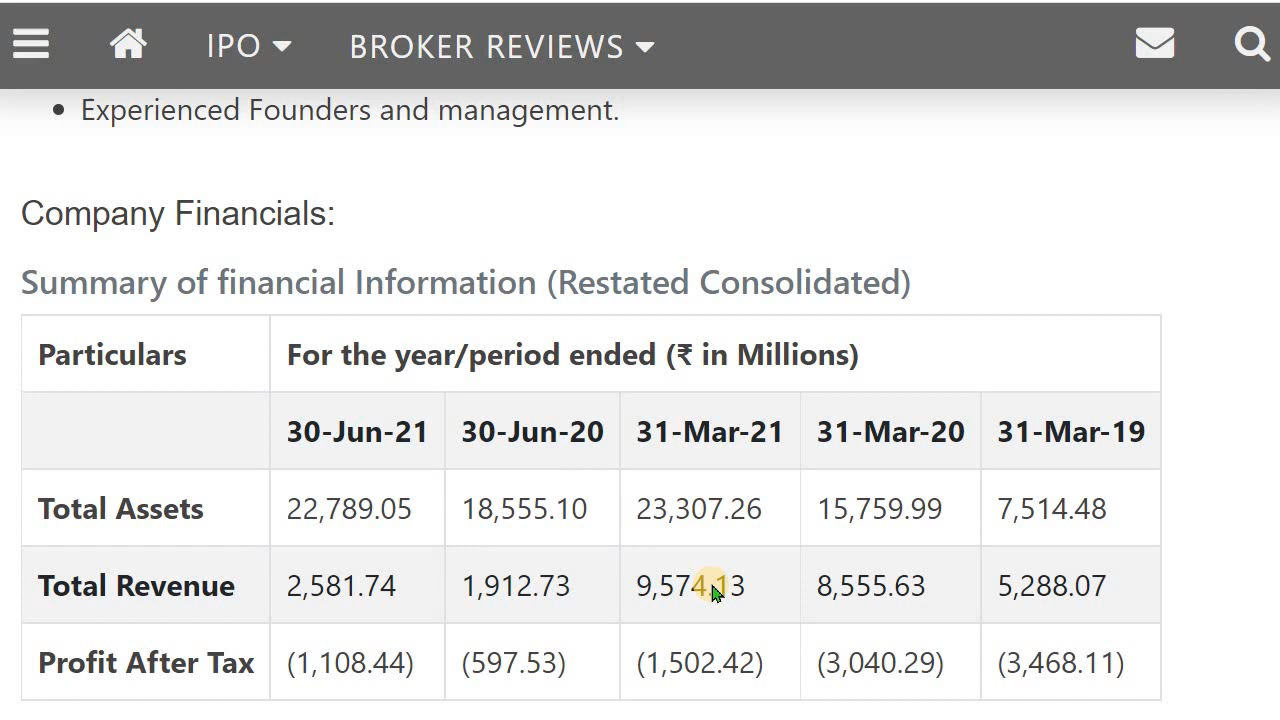 IPO BROKER REVIEWS
Experienced Founders and management.
Company Financials:
Summary of financial Information (Restated Consolidated)
Particulars For the year/period ended (₹ in Millions)
30-Jun-21 30-Jun-20 31-Mar-21 31-Mar-20 31-Mar-19
Total Assets 22,789.05 18,555.10 23,307.26 15,759.99 7,514.48
Total Revenue 2,581.74 1,912.73 9,574.13 8,555.63 5,288.07
Profit After Tax (1,108.44) (597.53) (1,502.42) (3,040.29) (3,468.11)